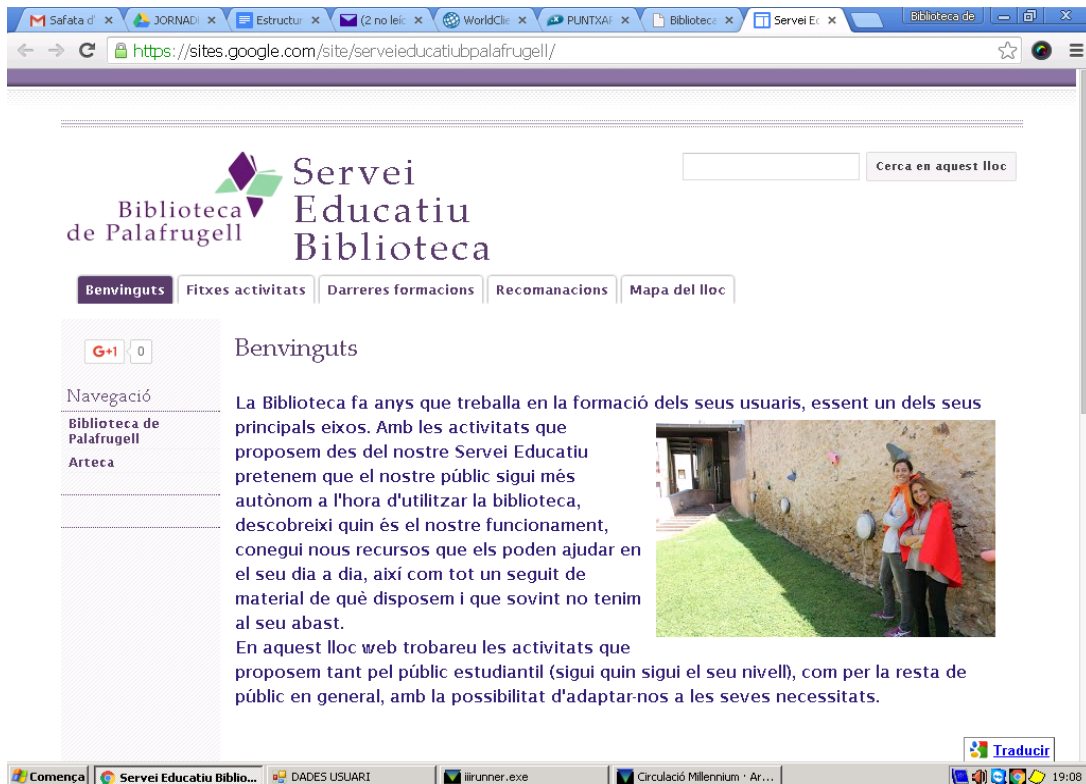 Safata d'
JORNADI
Estructur
(2 no leíc
WorldClie
PUNTXAF
Biblioteca
Servei Ec
Biblioteca de
https://sites.google.com/site/serveieducatiubpalafrugell/
Servei
Educatiu
Biblioteca
Biblioteca
de Palafrugell
Cerca en aquest lloc
Benvinguts
Fitxes activitats
Darreres formacions
Recomanacions
Mapa del lloc
G+1 0
Navegació
Biblioteca de
Palafrugell
Arteca
Benvinguts
La Biblioteca fa anys que treballa en la formació dels seus usuaris, essent un dels seus
principals eixos. Amb les activitats que
proposem des del nostre Servei Educatiu
pretenem que el nostre públic sigui més
autònom a l'hora d'utilitzar la biblioteca,
descobreixi quin és el nostre funcionament,
conegui nous recursos que els poden ajudar en
el seu dia a dia, així com tot un seguit de
material de què disposem i que sovint no tenim
al seu abast.
En aquest lloc web trobareu les activitats que
proposem tant pel públic estudiantil (sigui quin sigui el seu nivell), com per la resta de
públic en general, amb la possibilitat d'adaptar-nos a les seves necessitats.
Traducir
Comença
Servei Educatiu Biblio...
DADES USUARI
iiirunner.exe
Circulació Millennium · Ar...
19:08